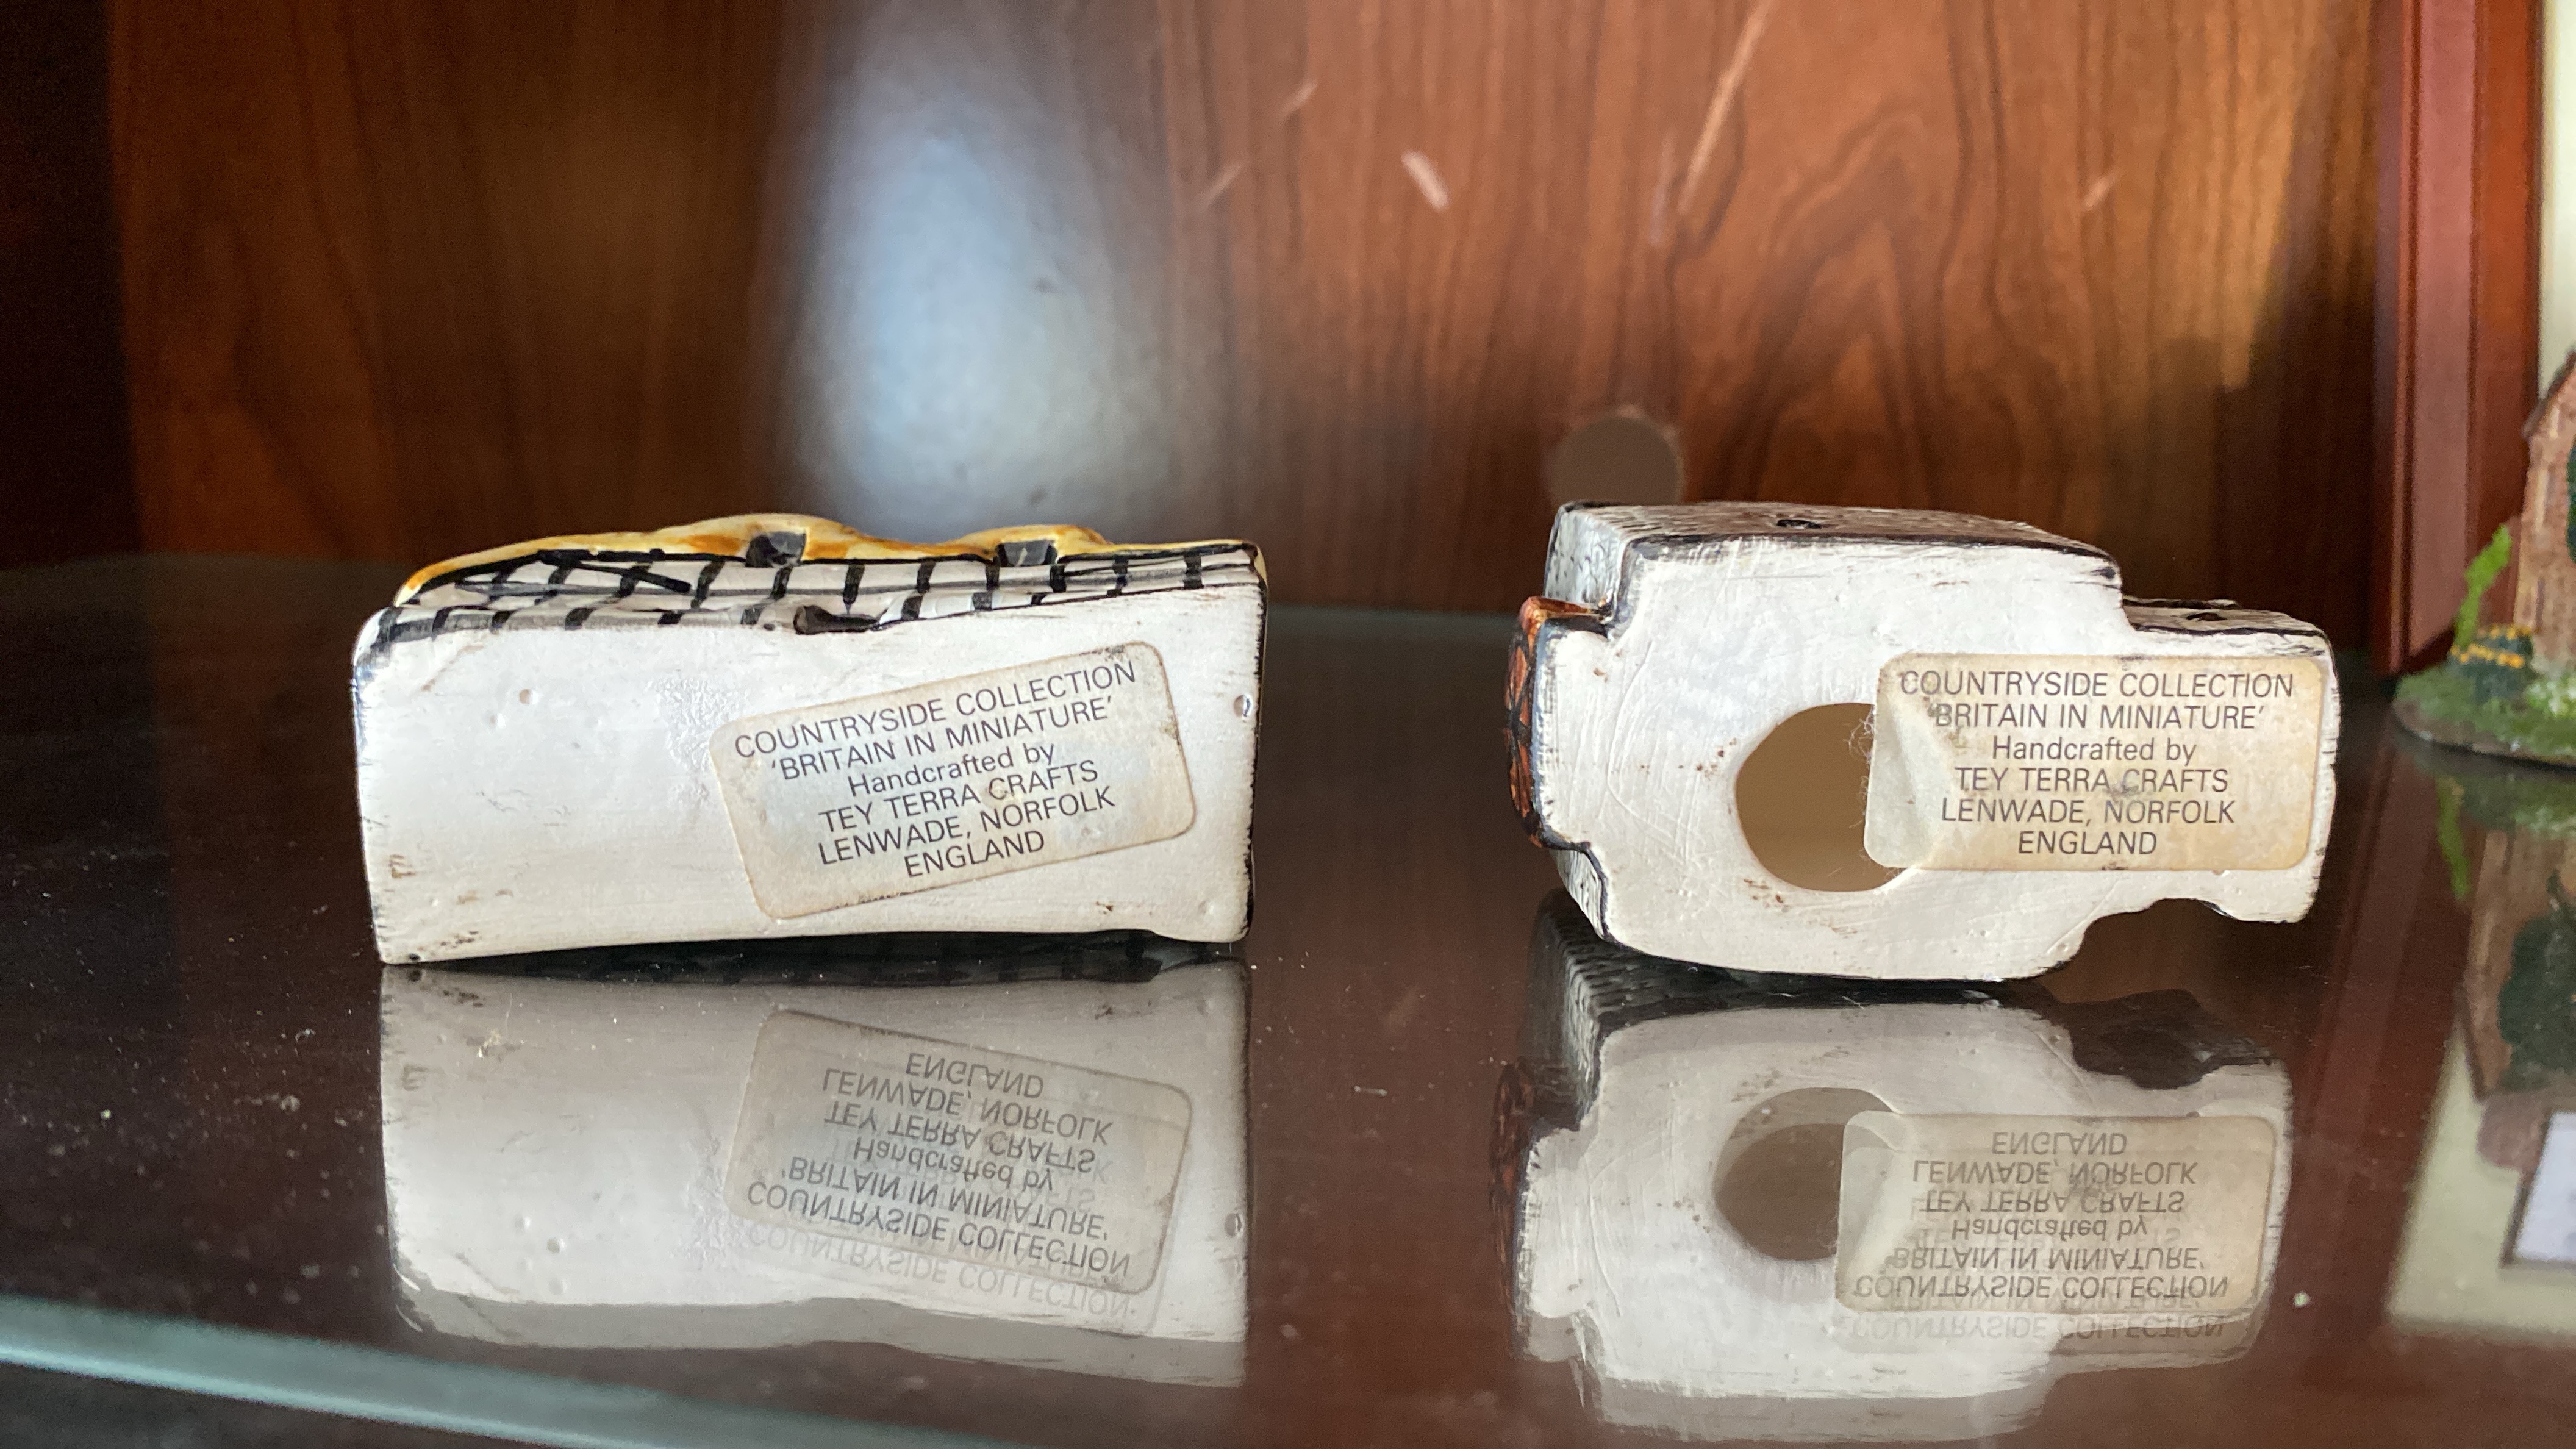 COUNTRYSIDE COLLECTION
'BRITAIN IN MINIATURE'
Handcrafted by
TEY TERRA CRAFTS
LENWADE, NORFOLK
ENGLAND
COUNTRYSIDE COLLECTION
'BRITAIN IN MINIATURE'
Handcrafted by
TEY TERRA CRAFTS
LENWADE, NORFOLK
ENGLAND